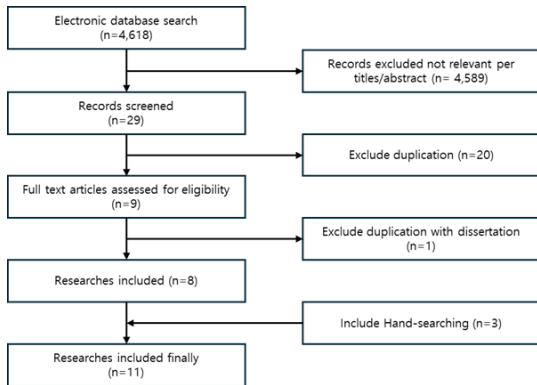 Electronic database search
(n=4,618)
Records excluded not relevant per
titles/abstract (n= 4,589)
Records screened
(n=29)
Exclude duplication (n=20)
Full text articles assessed for eligibility
(n=9)
Exclude duplication with dissertation
(n=1)
Researches included (n=8)
Include Hand-searching (n=3)
Researches included finally
(n=11)